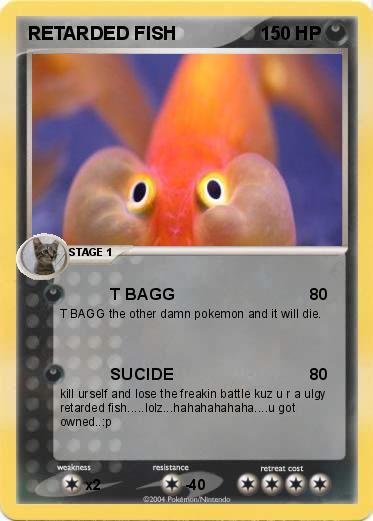 RETARDED FISH 150 HP
STAGE 1
T BAGG 80
T BAGG the other damn pokemon and it will die.
SUCIDE 80
kill urself and lose the freakin battle kuz u r a ulgy
retarded fish.....lolz...hahahahahaha....u got
owned..:p
weakness resistance retreat cost
x2 -40
©2004 Pokémon/Nintendo